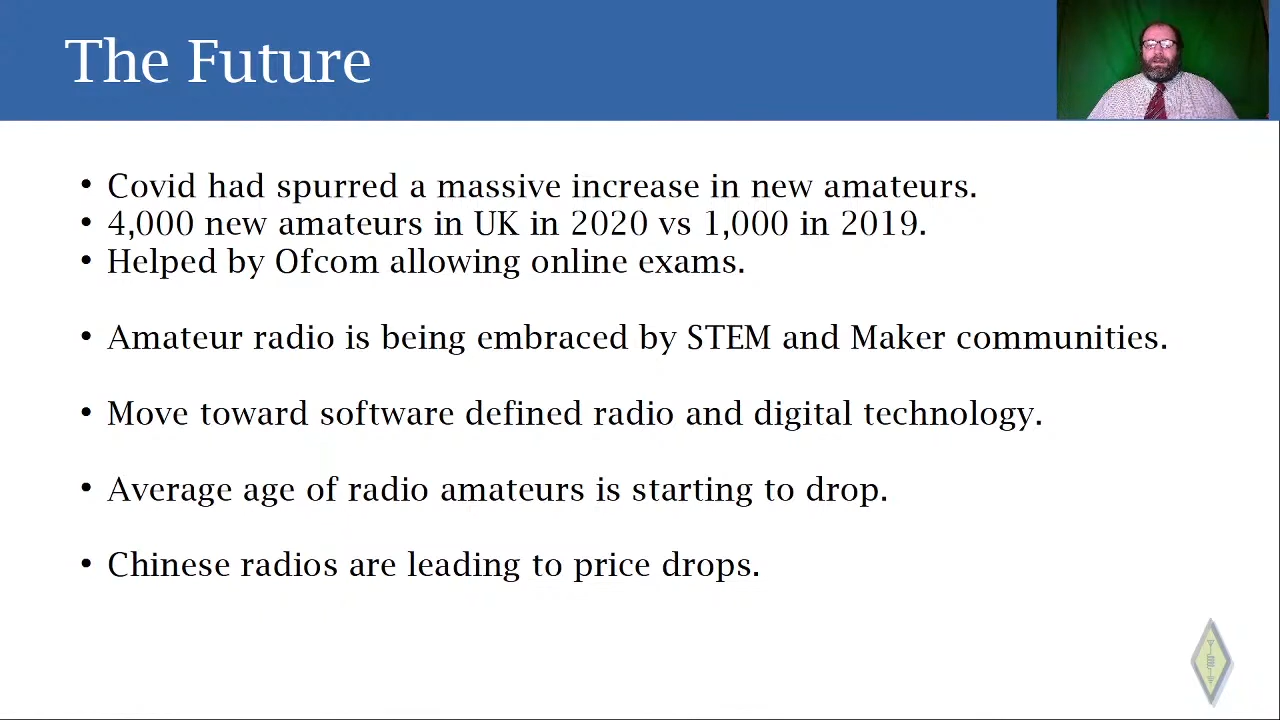 The Future
• Covid had spurred a massive increase in new amateurs.
• 4,000 new amateurs in UK in 2020 vs 1,000 in 2019.
• Helped by Ofcom allowing online exams.
• Amateur radio is being embraced by STEM and Maker communities.
• Move toward software defined radio and digital technology.
• Average age of radio amateurs is starting to drop.
• Chinese radios are leading to price drops.